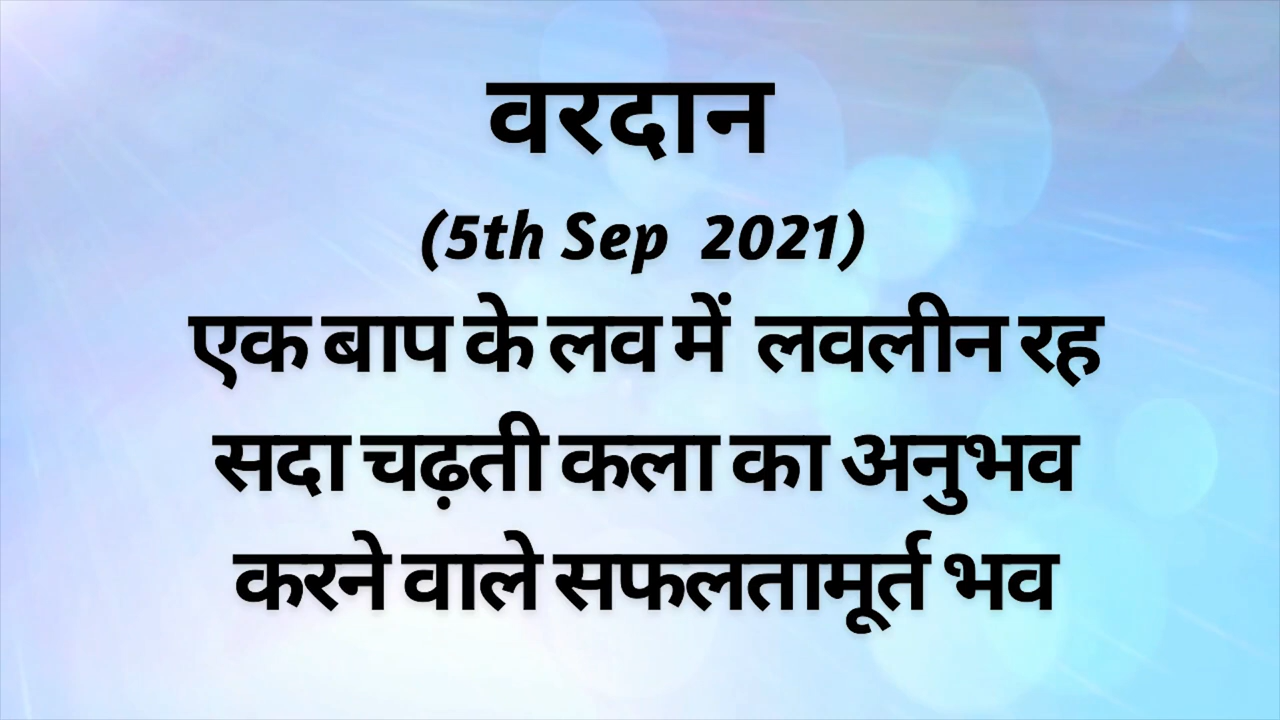 वरदान
(5th Sep 2021)
एक बाप के लव में लवलीन रह
सदा चढ़ती कला का अनुभव
करने वाले सफलतामूर्त भव